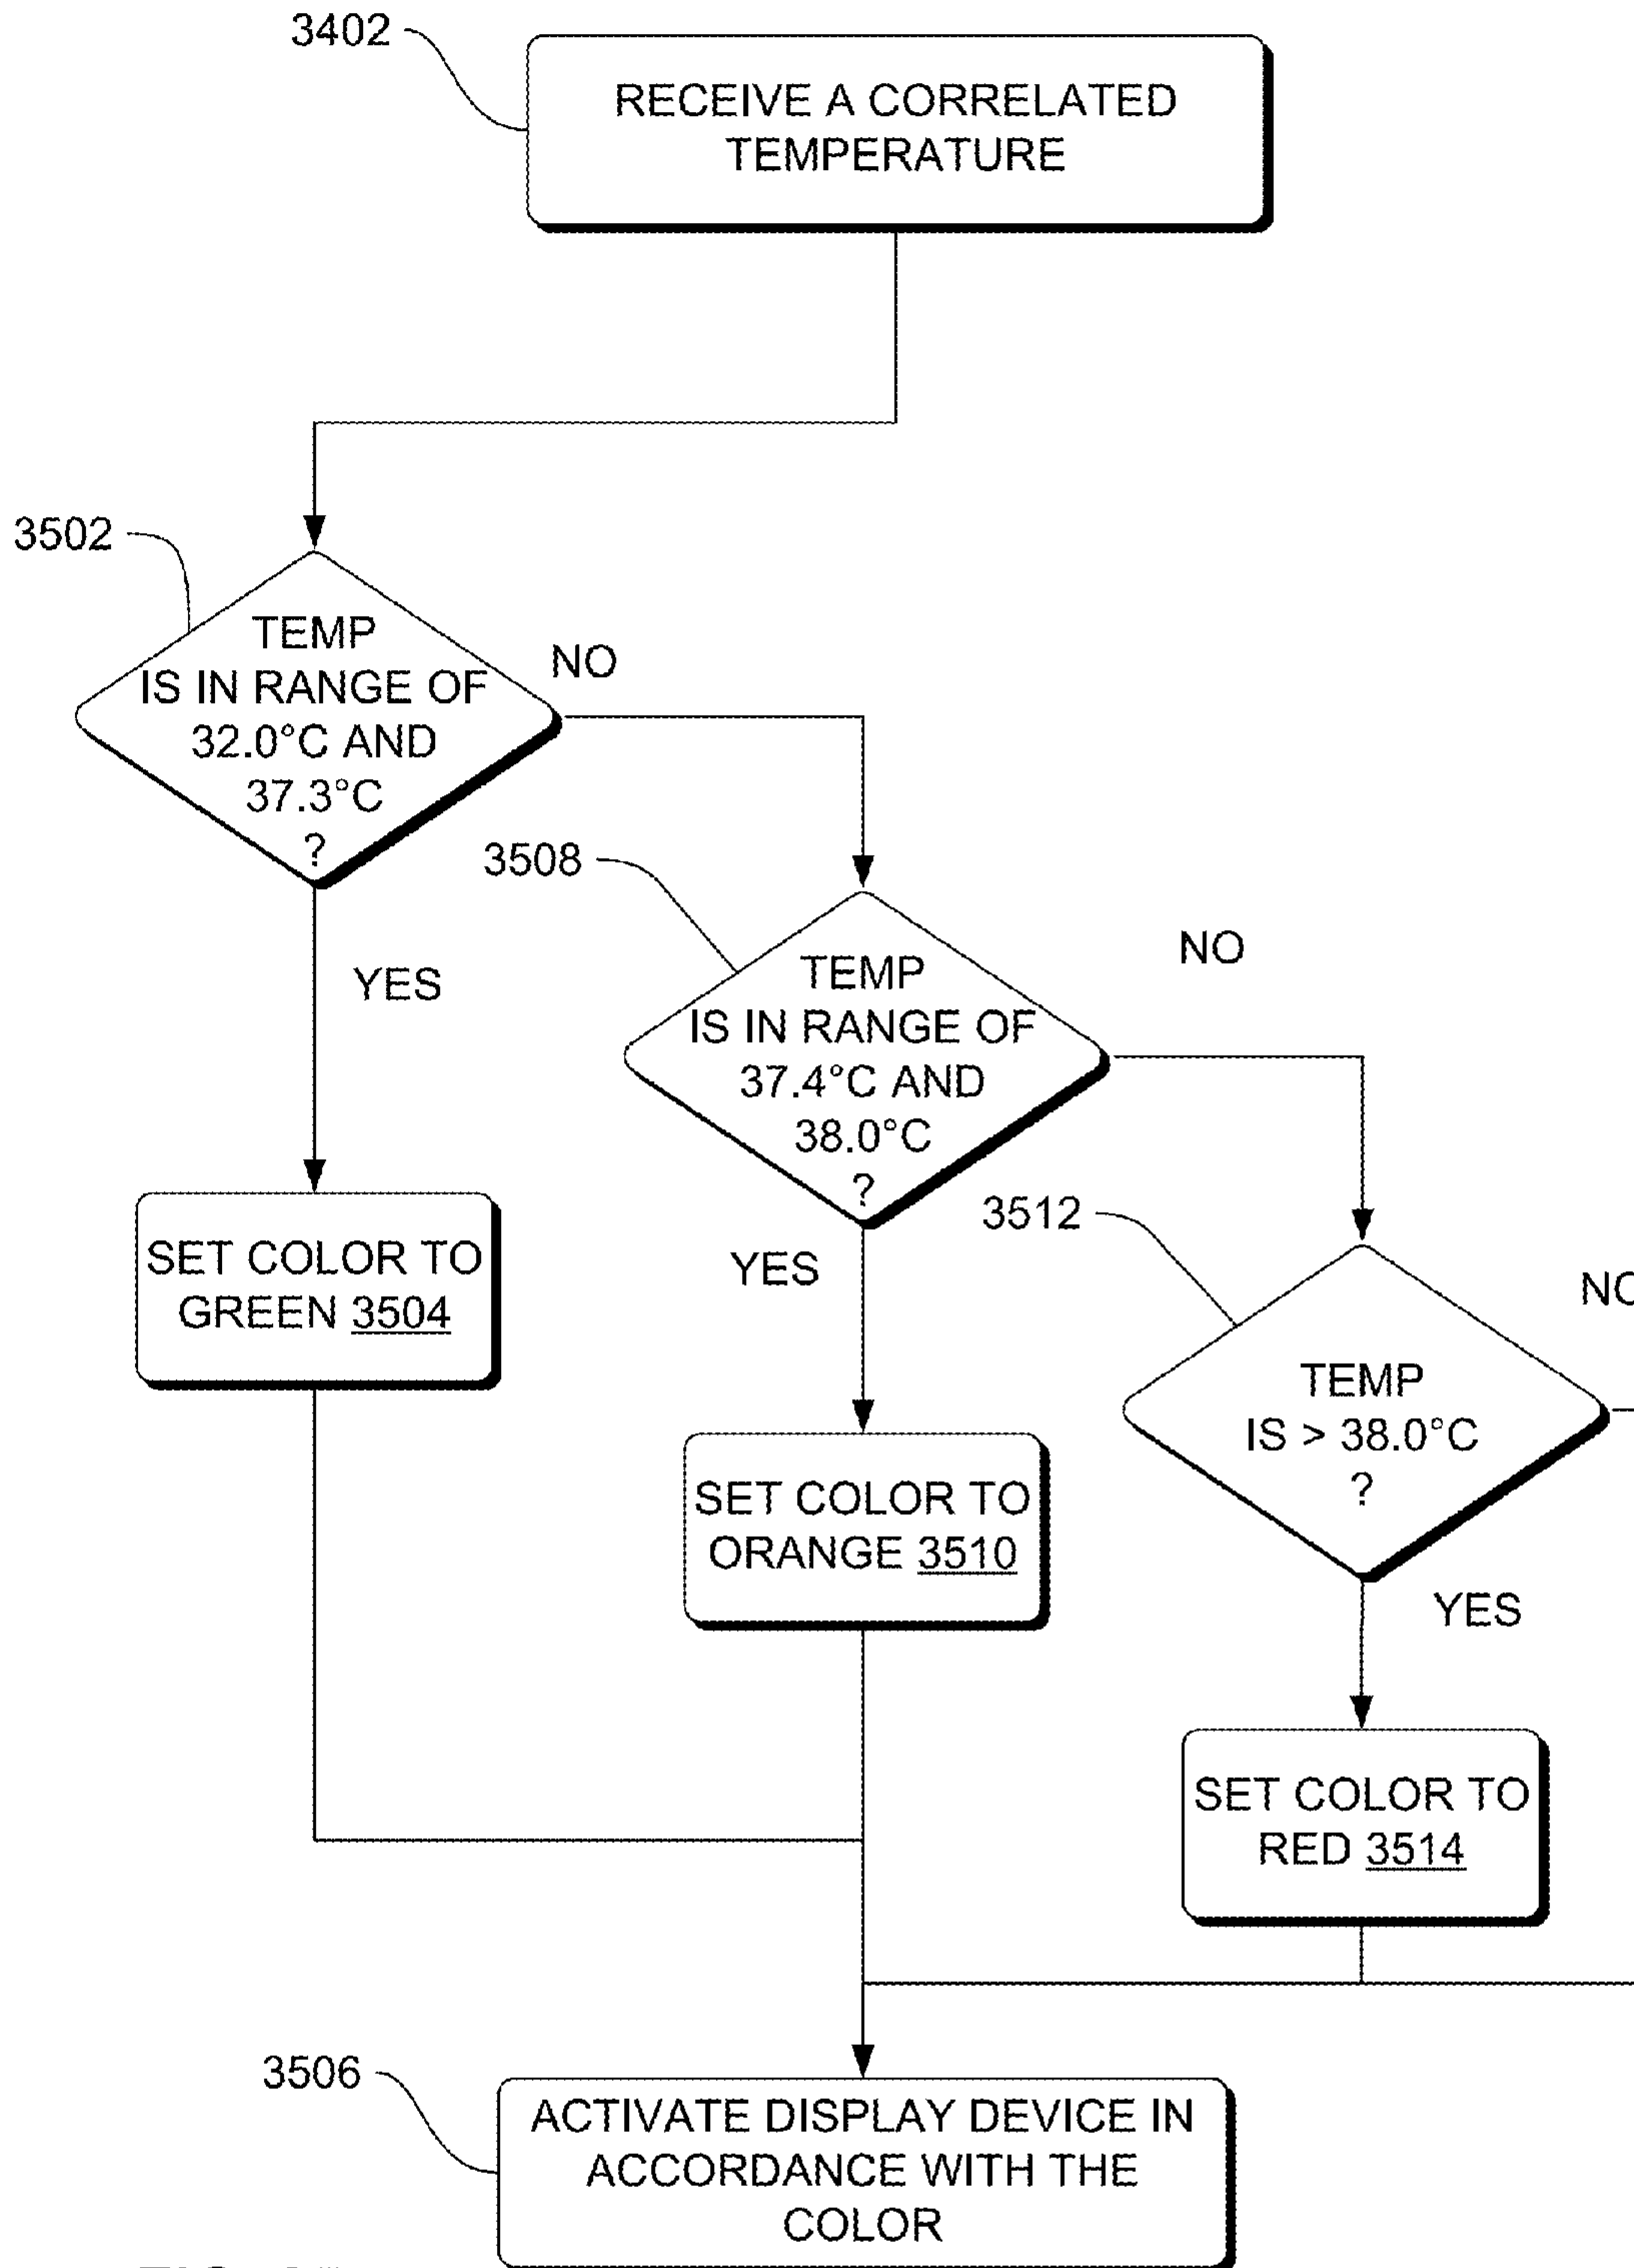 3402
RECEIVE A CORRELATED
TEMPERATURE
3502
TEMP
IS IN RANGE OF
32.0°C AND
37.3°C
?
NO
YES
3508
TEMP
IS IN RANGE OF
37.4°C AND
38.0°C
?
NO
YES
3512
TEMP
IS > 38.0°C
?
YES
SET COLOR TO
GREEN 3504
SET COLOR TO
ORANGE 3510
SET COLOR TO
RED 3514
3506
ACTIVATE DISPLAY DEVICE IN
ACCORDANCE WITH THE
COLOR